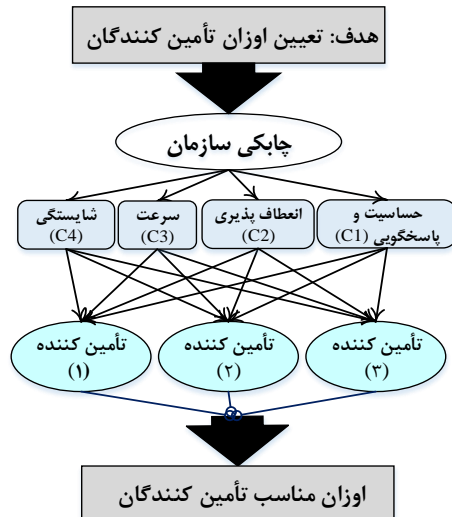 هدف: تعیین اوزان تأمین کنندگان
چابکی سازمان
حساسیت و
پاسخگویی (C1)
انعطاف پذیری
(C2)
سرعت
(C3)
شایستگی
(C4)
تأمین کننده
(۳)
تأمین کننده
(۲)
تأمین کننده
(۱)
اوزان مناسب تأمین کنندگان